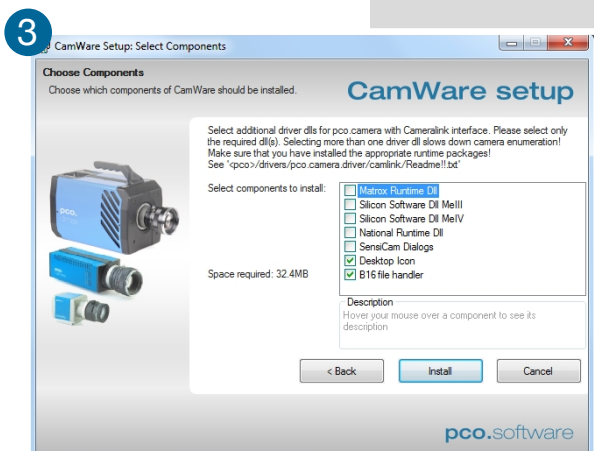 3
CamWare Setup: Select Components
Choose Components
Choose which components of CamWare should be installed.
CamWare setup
Select additional driver dlls for pco.camera with Cameralink interface. Please select only
the required dll(s). Selecting more than one driver dll slows down camera enumeration!
Make sure that you have installed the appropriate runtime packages!
See '<pco>/drivers/pco.camera.driver/camlink/Readme!!.txt'
Select components to install:
Matrox Runtime Dll
Silicon Software Dll MeIII
Silicon Software Dll MeIV
National Runtime Dll
SensiCam Dialogs
Desktop Icon
B16 file handler
Space required: 32.4MB
Description
Hover your mouse over a component to see its
description
< Back
Install
Cancel
pco.
pco.software